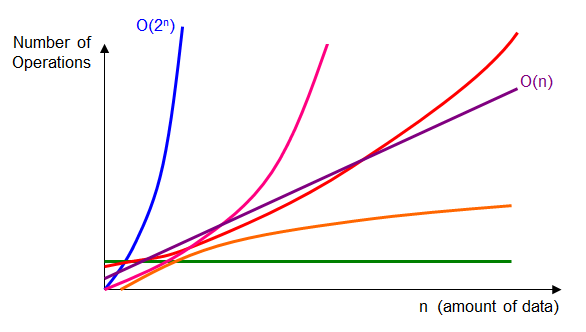 O(2ⁿ)
Number of
Operations
O(n)
n (amount of data)